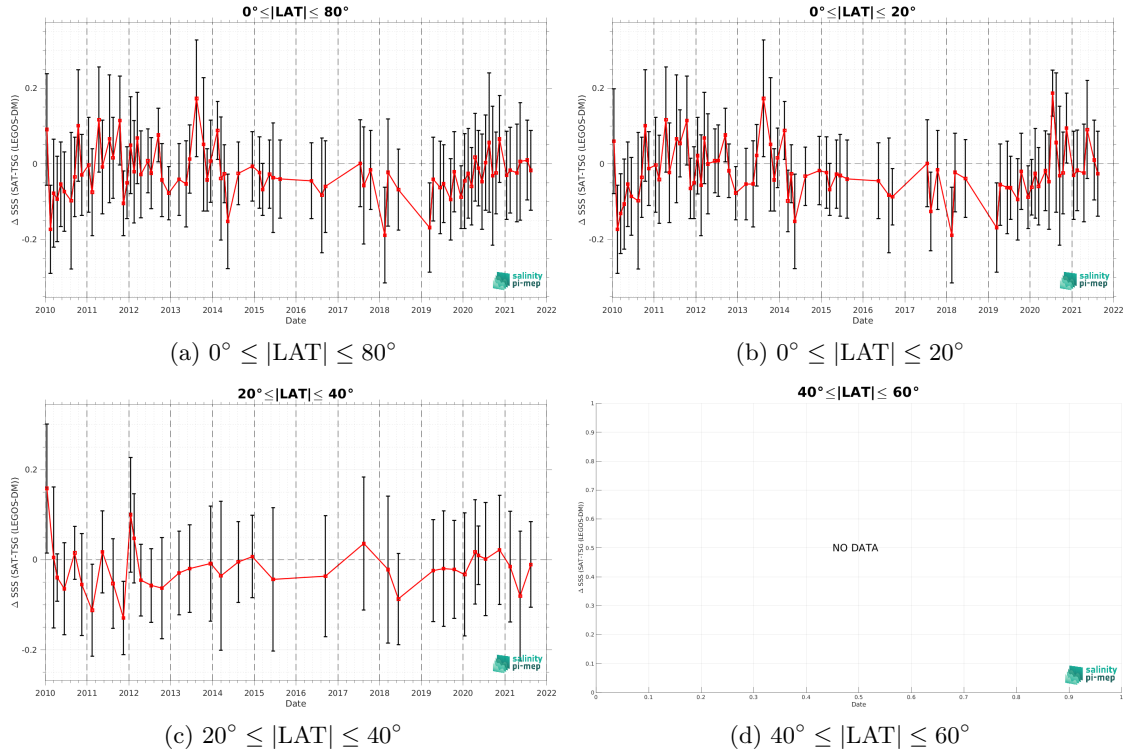 0°≤|LAT|≤ 80°
Δ SSS (SAT-TSG (LEGOS-DM))
0.2
0
-0.2
2010 2011 2012 2013 2014 2015 2016 2017 2018 2019 2020 2021 2022
Date
salinity
pi-mep
(a) 0° ≤ |LAT| ≤ 80°
0°≤|LAT|≤ 20°
Δ SSS (SAT-TSG (LEGOS-DM))
0.2
0
-0.2
2010 2011 2012 2013 2014 2015 2016 2017 2018 2019 2020 2021 2022
Date
salinity
pi-mep
(b) 0° ≤ |LAT| ≤ 20°
20°≤|LAT|≤ 40°
Δ SSS (SAT-TSG (LEGOS-DM))
0.2
0
-0.2
2010 2011 2012 2013 2014 2015 2016 2017 2018 2019 2020 2021 2022
Date
salinity
pi-mep
(c) 20° ≤ |LAT| ≤ 40°
40°≤|LAT|≤ 60°
Δ SSS (SAT-TSG (LEGOS-DM))
1
0.9
0.8
0.7
0.6
0.5
0.4
0.3
0.2
0.1
0
NO DATA
0 0.1 0.2 0.3 0.4 0.5 0.6 0.7 0.8 0.9 1
Date
salinity
pi-mep
(d) 40° ≤ |LAT| ≤ 60°